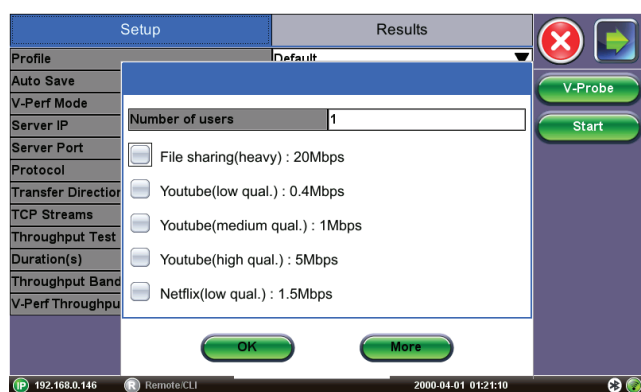 Setup
Results
Profile
Default
Auto Save
V-Perf Mode
Server IP
Server Port
Protocol
Transfer Direction
TCP Streams
Throughput Test
Duration(s)
Throughput Band
V-Perf Throughpu
Number of users
1
File sharing(heavy) : 20Mbps
Youtube(low qual.) : 0.4Mbps
Youtube(medium qual.) : 1Mbps
Youtube(high qual.) : 5Mbps
Netflix(low qual.) : 1.5Mbps
OK
More
V-Probe
Start
IP 192.168.0.146
R Remote/CLI
2000-04-01 01:21:10